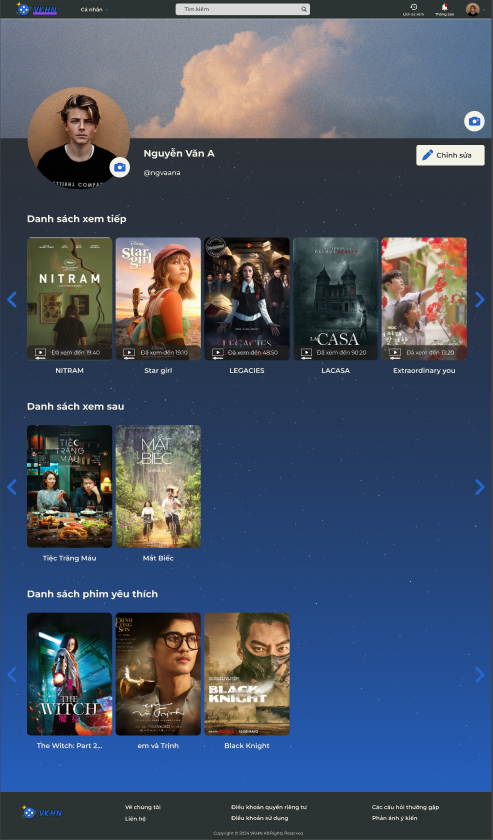 VKHN
Cá nhân
Tìm kiếm
Lịch sử xem
Thông báo
Nguyễn Văn A
@ngvaana
Chỉnh sửa
Danh sách xem tiếp
NITRAM
Disney
Star girl
LEGACIES
LA CASA
Đã xem đến 19:40
Đã xem đến 19:10
Đã xem đến 48:50
Đã xem đến 90:20
Đã xem đến 13:20
NITRAM
Star girl
LEGACIES
LACASA
Extraordinary you
Danh sách xem sau
TIỆC TRĂNG MÁU
MẮT BIẾC
Tiệc Trăng Máu
Mắt Biếc
Danh sách phim yêu thích
THE WITCH
TRỊNH CÔNG SƠN
em và Trịnh
BLACK KNIGHT
The Witch: Part 2...
em và Trịnh
Black Knight
VKHN
Về chúng tôi
Điều khoản quyền riêng tư
Các câu hỏi thường gặp
Liên hệ
Điều khoản sử dụng
Phản ánh ý kiến
Copyright © 2024 VKHN All Rights Reserved